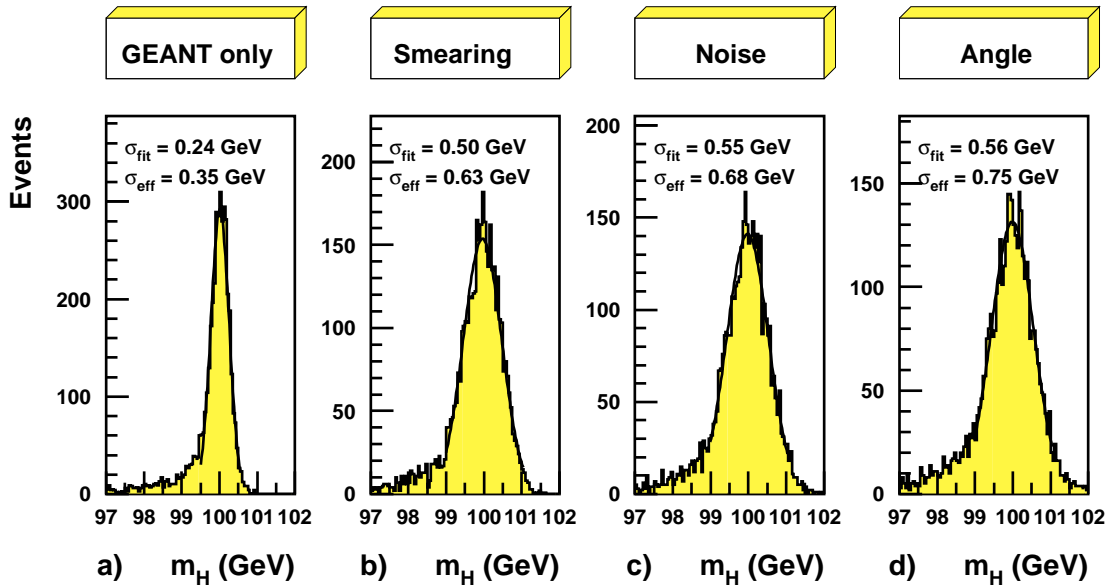 GEANT only
Smearing
Noise
Angle
Events
σfit = 0.24 GeV
σeff = 0.35 GeV
300
200
100
0
97 98 99 100 101 102
a) mH (GeV)
σfit = 0.50 GeV
σeff = 0.63 GeV
200
150
100
50
0
97 98 99 100 101 102
b) mH (GeV)
σfit = 0.55 GeV
σeff = 0.68 GeV
200
150
100
50
0
97 98 99 100 101 102
c) mH (GeV)
σfit = 0.56 GeV
σeff = 0.75 GeV
150
100
50
0
97 98 99 100 101 102
d) mH (GeV)